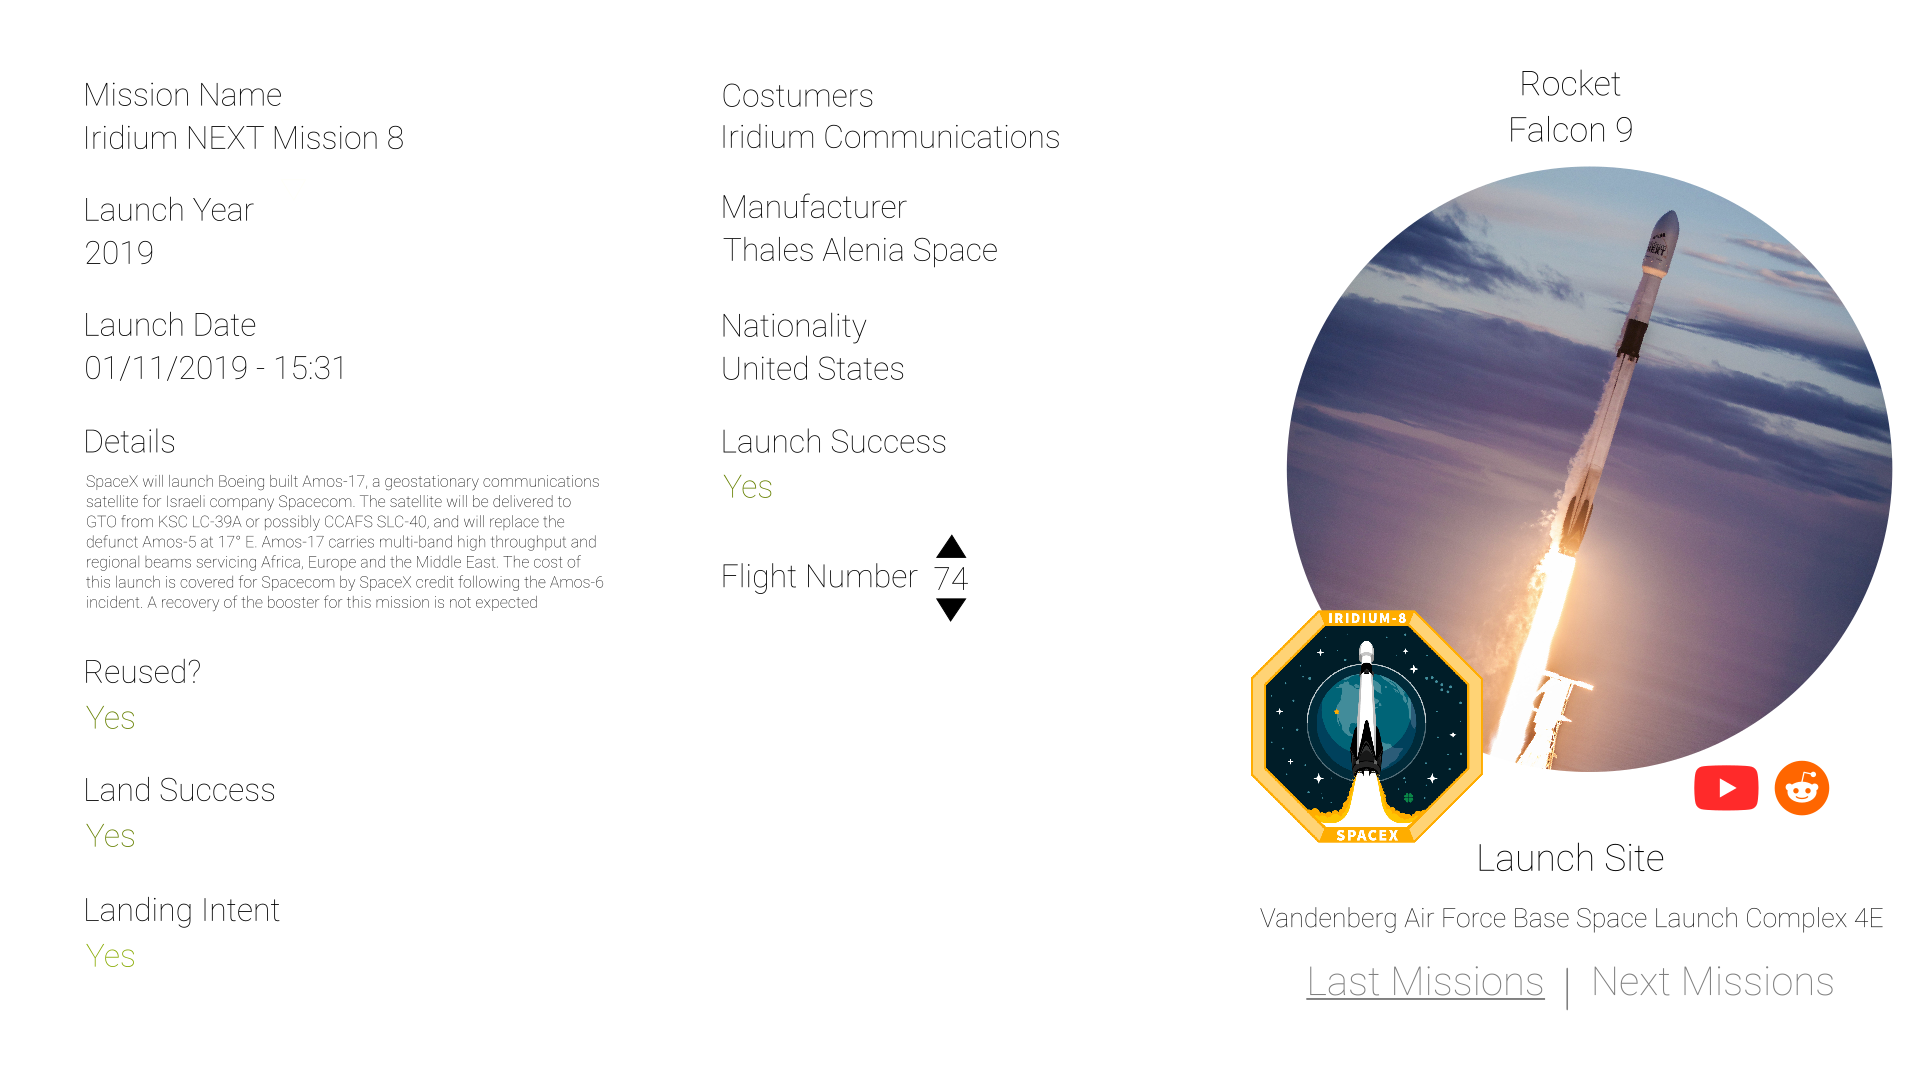 Mission Name
Iridium NEXT Mission 8
Launch Year
2019
Launch Date
01/11/2019 - 15:31
Details
SpaceX will launch Boeing built Amos-17, a geostationary communications
satellite for Israeli company Spacecom. The satellite will be delivered to
GTO from KSC LC-39A or possibly CCAFS SLC-40, and will replace the
defunct Amos-5 at 17° E. Amos-17 carries multi-band high throughput and
regional beams servicing Africa, Europe and the Middle East. The cost of
this launch is covered for Spacecom by SpaceX credit following the Amos-6
incident. A recovery of the booster for this mission is not expected
Reused?
Yes
Land Success
Yes
Landing Intent
Yes
Costumers
Iridium Communications
Manufacturer
Thales Alenia Space
Nationality
United States
Launch Success
Yes
Flight Number 74
Rocket
Falcon 9
NEXT
IRIDIUM-8
SPACEX
Launch Site
Vandenberg Air Force Base Space Launch Complex 4E
Last Missions | Next Missions